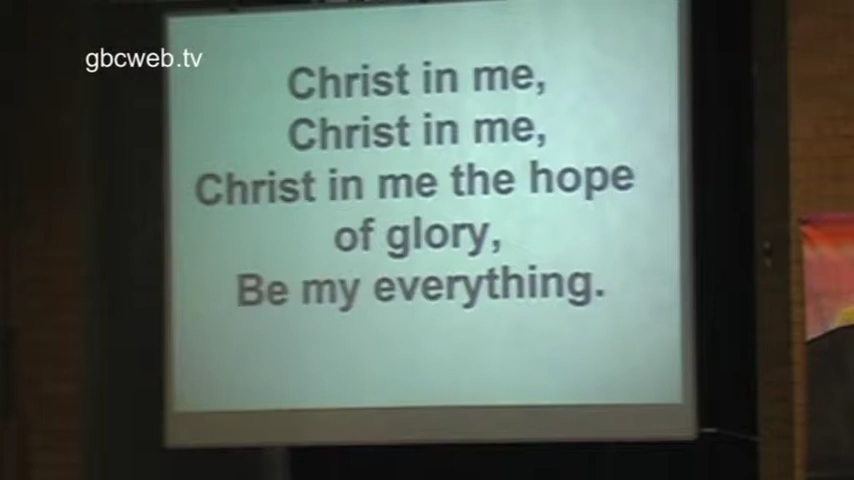 gbcweb.tv
Christ in me,
Christ in me,
Christ in me the hope
of glory,
Be my everything.